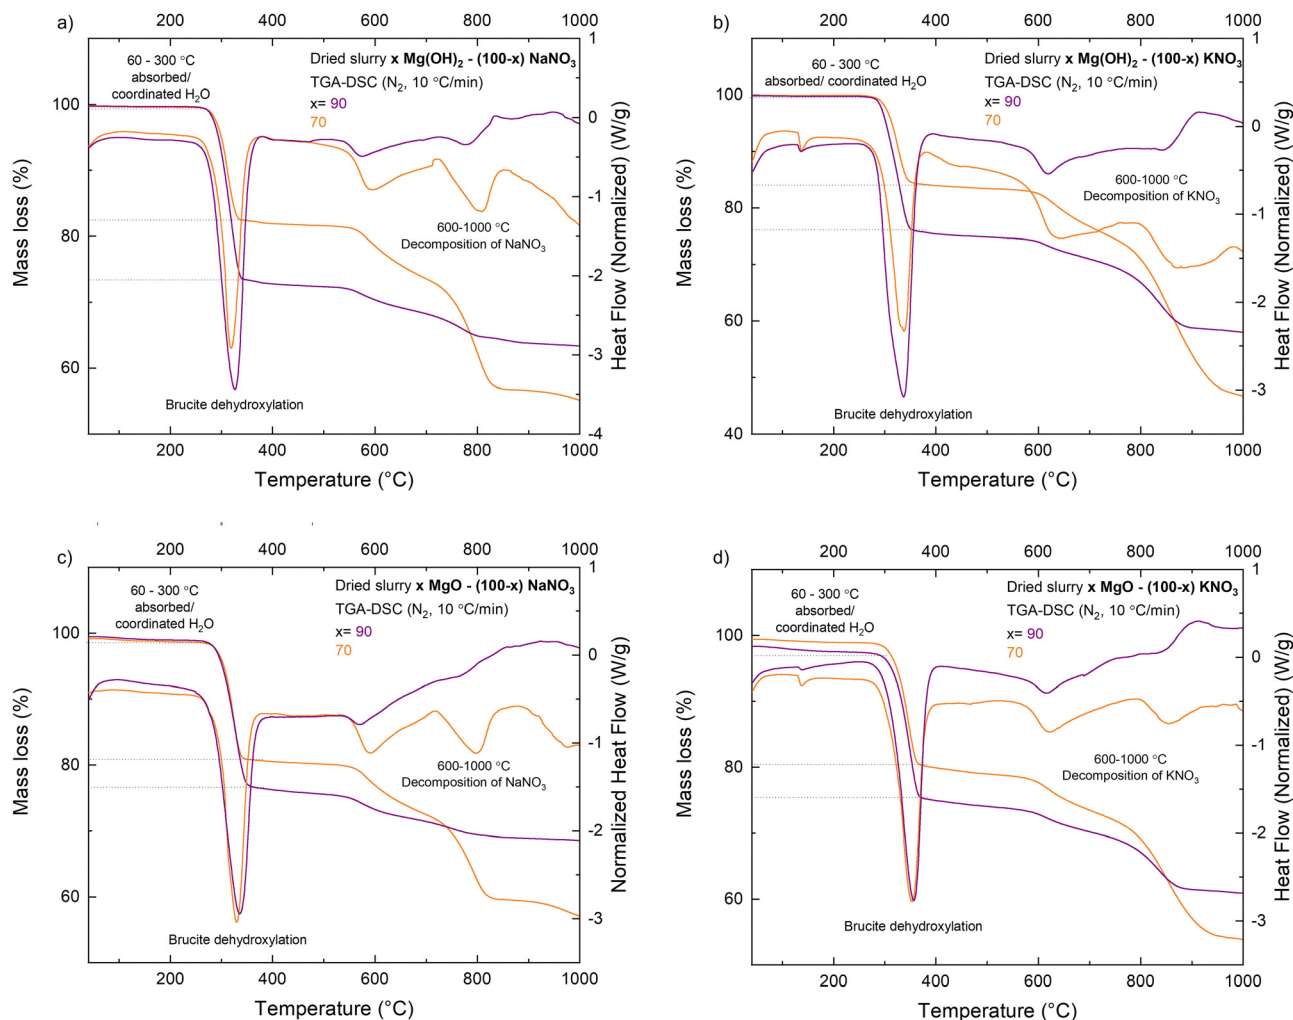 a)
200 400 600 800 1000
60 - 300 °C
absorbed/
coordinated H₂O
Dried slurry x Mg(OH)₂ - (100-x) NaNO₃
TGA-DSC (N₂, 10 °C/min)
x= 90
70
600-1000 °C
Decomposition of NaNO₃
Brucite dehydroxylation
Mass loss (%)
100
80
60
Heat Flow (Normalized) (W/g)
1
0
-1
-2
-3
-4
200 400 600 800 1000
Temperature (°C)
b)
200 400 600 800 1000
60 - 300 °C
absorbed/ coordinated H₂O
Dried slurry x Mg(OH)₂ - (100-x) KNO₃
TGA-DSC (N₂, 10 °C/min)
x= 90
70
600-1000 °C
Decomposition of KNO₃
Brucite dehydroxylation
Mass loss (%)
100
80
60
40
Heat Flow (Normalized) (W/g)
1
0
-1
-2
-3
200 400 600 800 1000
Temperature (°C)
c)
200 400 600 800 1000
60 - 300 °C
absorbed/
coordinated H₂O
Dried slurry x MgO - (100-x) NaNO₃
TGA-DSC (N₂, 10 °C/min)
x= 90
70
600-1000 °C
Decomposition of NaNO₃
Brucite dehydroxylation
Mass loss (%)
100
80
60
Normalized Heat Flow (W/g)
1
0
-1
-2
-3
200 400 600 800 1000
Temperature (°C)
d)
200 400 600 800 1000
60 - 300 °C
absorbed/
coordinated H₂O
Dried slurry x MgO - (100-x) KNO₃
TGA-DSC (N₂, 10 °C/min)
x= 90
70
600-1000 °C
Decomposition of KNO₃
Brucite dehydroxylation
Mass loss (%)
100
80
60
Heat Flow (Normalized) (W/g)
1
0
-1
-2
-3
200 400 600 800 1000
Temperature (°C)